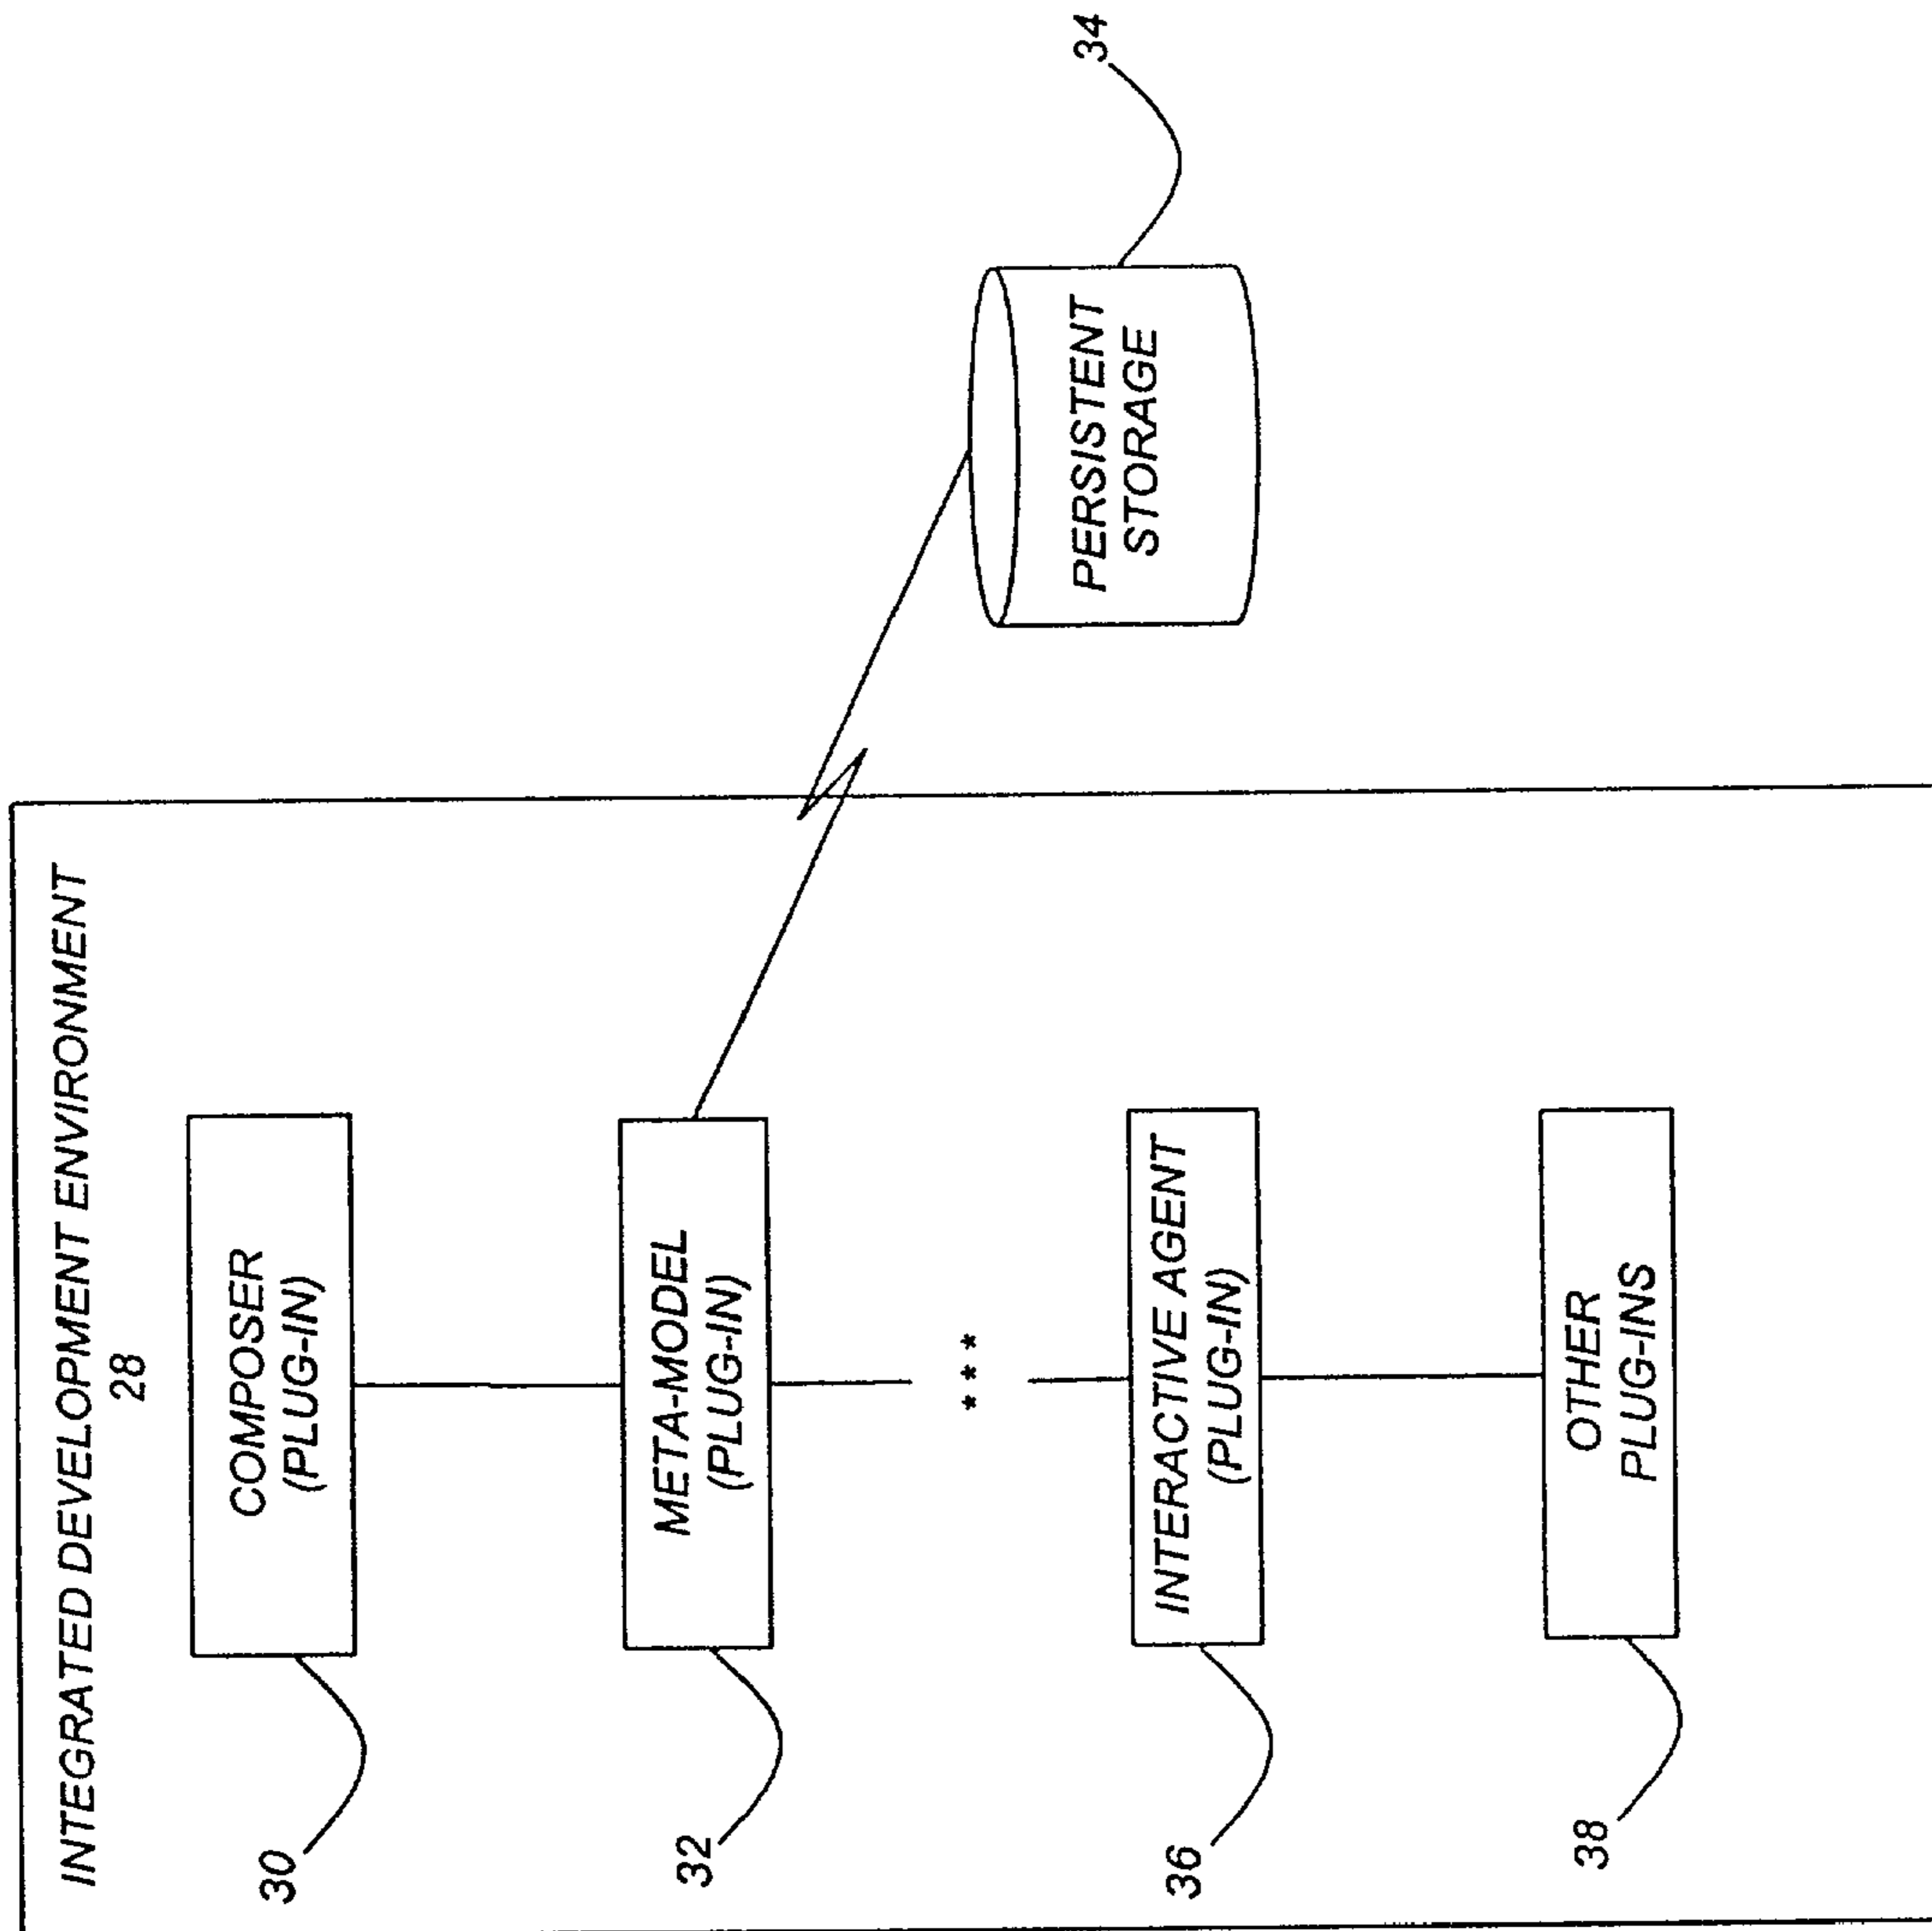 INTEGRATED DEVELOPMENT ENVIRONMENT
28
30
COMPOSER
(PLUG-IN)
32
META-MODEL
(PLUG-IN)
***
36
INTERACTIVE AGENT
(PLUG-IN)
38
OTHER
PLUG-INS
PERSISTENT
STORAGE
34